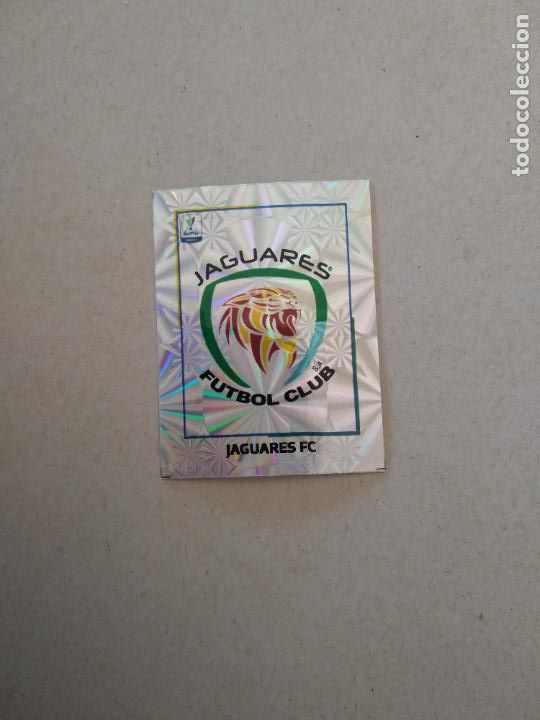 todocoleccion
JAGUARES®
FUTBOL CLUB
S.A
JAGUARES FC